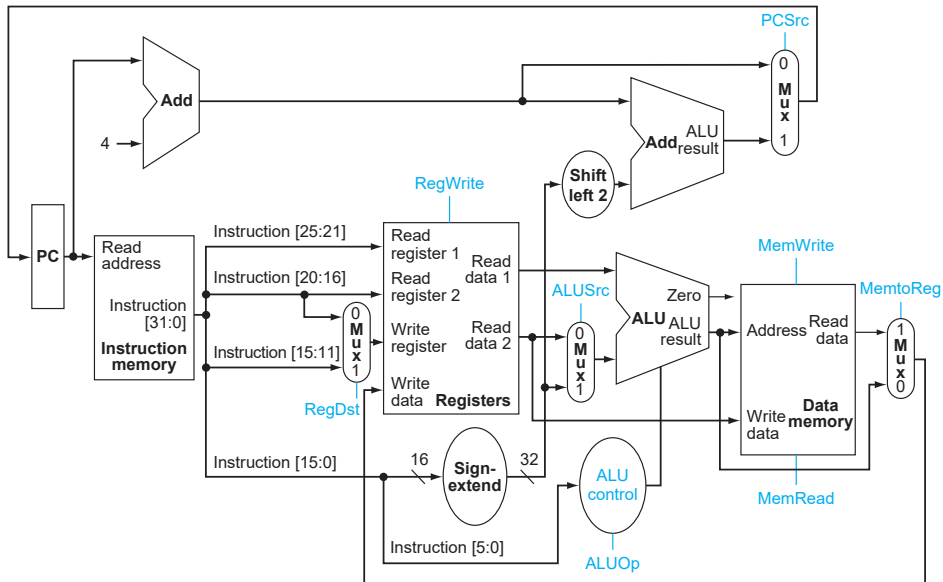 PCSrc
0
Mux
1
Add
4
Add
ALU
result
Shift
left 2
RegWrite
PC
Read
address
Instruction
[31:0]
Instruction
memory
Instruction [25:21]
Instruction [20:16]
Instruction [15:11]
0
Mux
1
RegDst
Read
register 1
Read
register 2
Write
register
Write
data
Registers
Read
data 1
Read
data 2
ALUSrc
0
Mux
1
ALU
Zero
ALU
result
MemWrite
Address
Read
data
Write
data
Data
memory
MemRead
MemtoReg
1
Mux
0
Instruction [15:0]
16
Sign-
extend
32
ALU
control
ALUOp
Instruction [5:0]